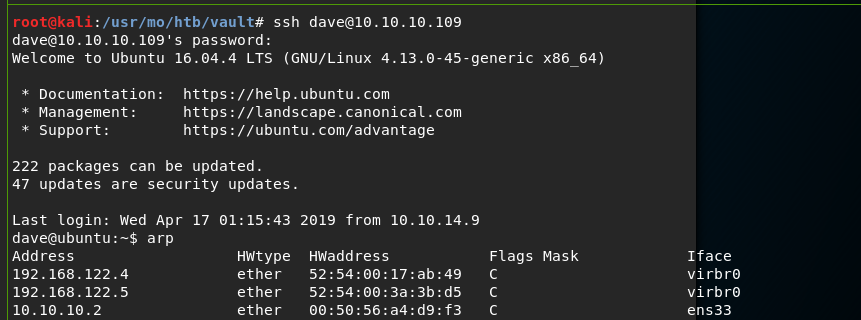 root@kali:/usr/mo/htb/vault# ssh dave@10.10.10.109
dave@10.10.10.109's password:
Welcome to Ubuntu 16.04.4 LTS (GNU/Linux 4.13.0-45-generic x86_64)
* Documentation:  https://help.ubuntu.com
* Management:     https://landscape.canonical.com
* Support:        https://ubuntu.com/advantage
222 packages can be updated.
47 updates are security updates.
Last login: Wed Apr 17 01:15:43 2019 from 10.10.14.9
dave@ubuntu:~$ arp
Address                  HWtype  HWaddress           Flags Mask            Iface
192.168.122.4            ether   52:54:00:17:ab:49   C                     virbr0
192.168.122.5            ether   52:54:00:3a:3b:d5   C                     virbr0
10.10.10.2               ether   00:50:56:a4:d9:f3   C                     ens33